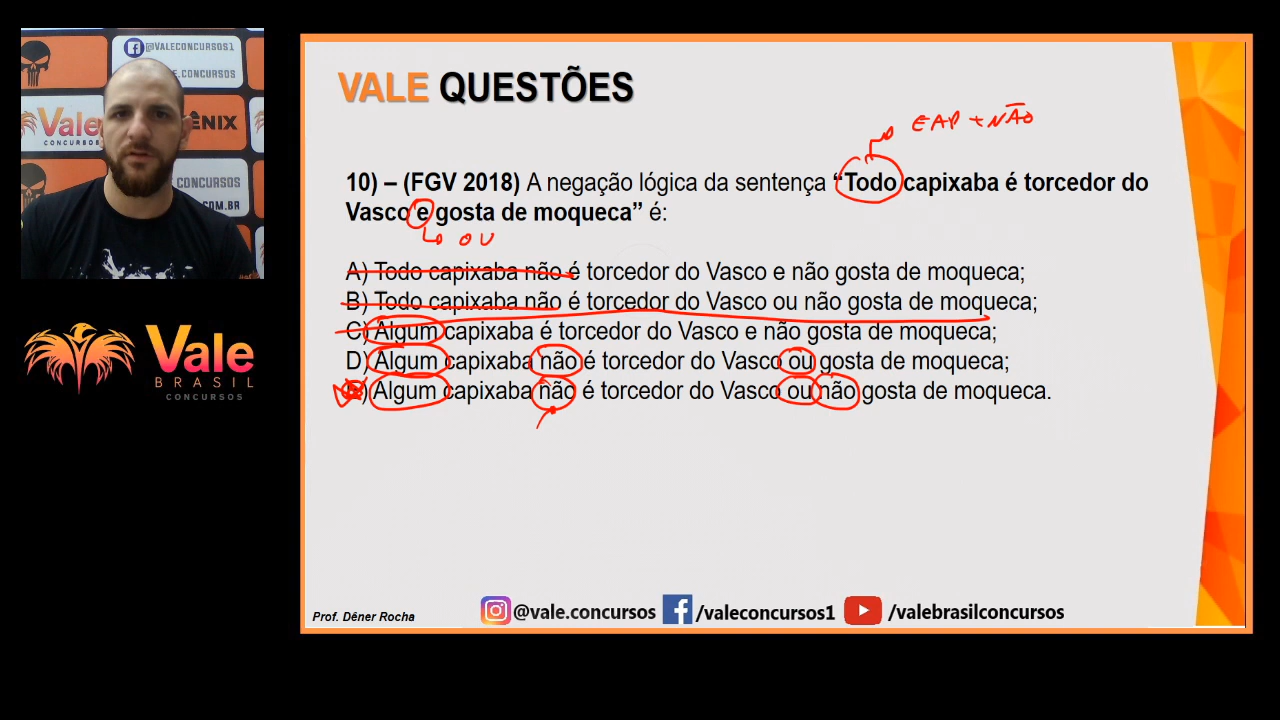 @VALECONCURSOS1
VALE.CONCURSOS
Vale
CONCURSOS
ÊNIX
CONCURSOS
.COM.BR
Vale
BRASIL
CONCURSOS
VALE QUESTÕES
EAP + NÃO
10) – (FGV 2018) A negação lógica da sentença “Todo capixaba é torcedor do
Vasco e gosta de moqueca” é:
OU
A) Todo capixaba não é torcedor do Vasco e não gosta de moqueca;
B) Todo capixaba não é torcedor do Vasco ou não gosta de moqueca;
C) Algum capixaba é torcedor do Vasco e não gosta de moqueca;
D) Algum capixaba não é torcedor do Vasco ou gosta de moqueca;
E) Algum capixaba não é torcedor do Vasco ou não gosta de moqueca.
Prof. Dêner Rocha
@vale.concursos
/valeconcursos1
/valebrasilconcursos